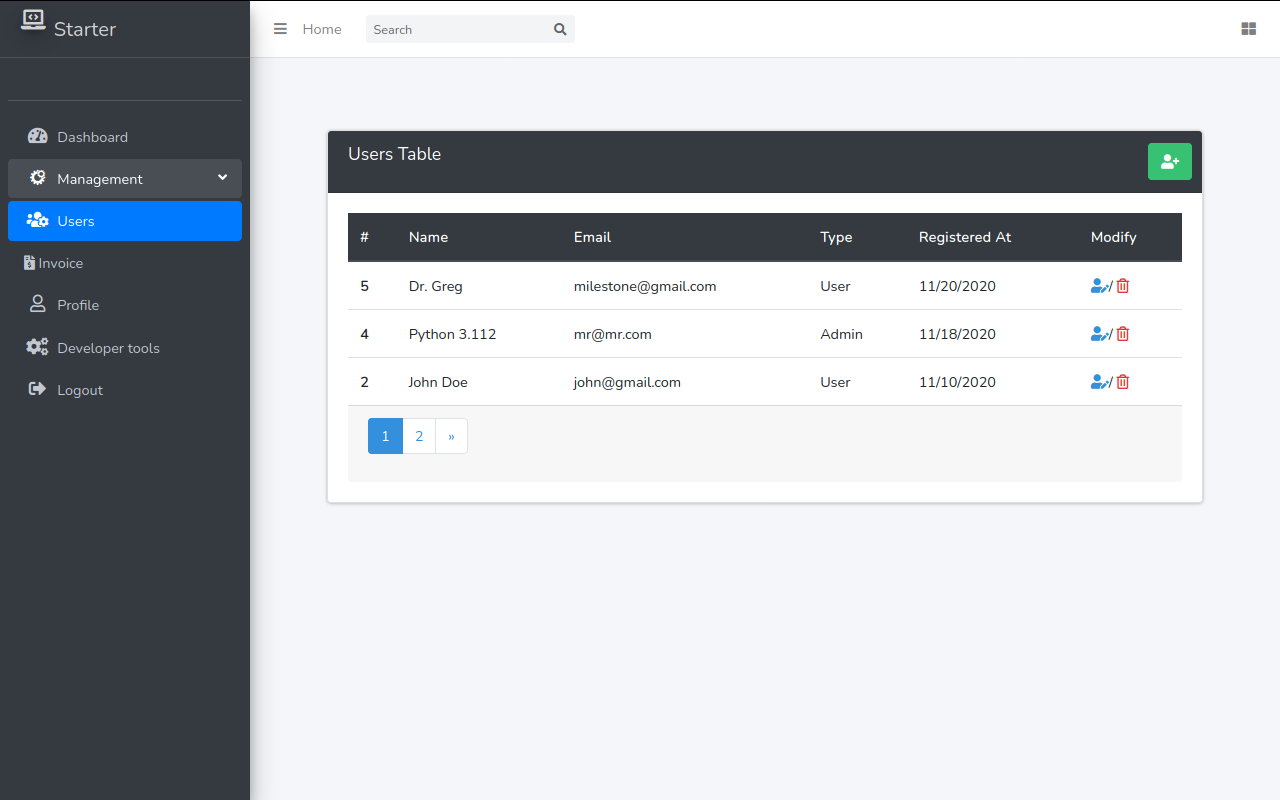 Starter
Home
Search
Dashboard
Management
Users
Invoice
Profile
Developer tools
Logout
Users Table
# Name Email Type Registered At Modify
5 Dr. Greg milestone@gmail.com User 11/20/2020 /
4 Python 3.112 mr@mr.com Admin 11/18/2020 /
2 John Doe john@gmail.com User 11/10/2020 /
1 2 »